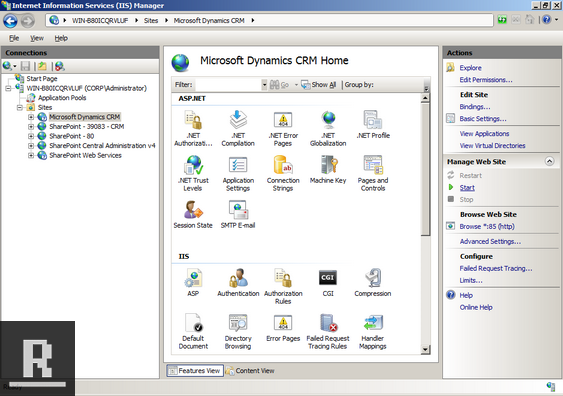 Internet Information Services (IIS) Manager
WIN-B80ICQRVLUF
Sites
Microsoft Dynamics CRM
File View Help
Connections
Start Page
WIN-B80ICQRVLUF (CORP\Administrator)
Application Pools
Sites
Microsoft Dynamics CRM
SharePoint - 39083 - CRM
SharePoint - 80
SharePoint Central Administration v4
SharePoint Web Services
Microsoft Dynamics CRM Home
Filter: Go Show All Group by:
ASP.NET
.NET Authorizati...
.NET Compilation
.NET Error Pages
.NET Globalization
.NET Profile
.NET Trust Levels
Application Settings
Connection Strings
Machine Key
Pages and Controls
Session State
SMTP E-mail
IIS
ASP
Authentication
Authorization Rules
CGI
Compression
Default Document
Directory Browsing
Error Pages
Failed Request Tracing Rules
Handler Mappings
Features View
Content View
Actions
Explore
Edit Permissions...
Edit Site
Bindings...
Basic Settings...
View Applications
View Virtual Directories
Manage Web Site
Restart
Start
Stop
Browse Web Site
Browse *:85 (http)
Advanced Settings...
Configure
Failed Request Tracing...
Limits...
Help
Online Help
R